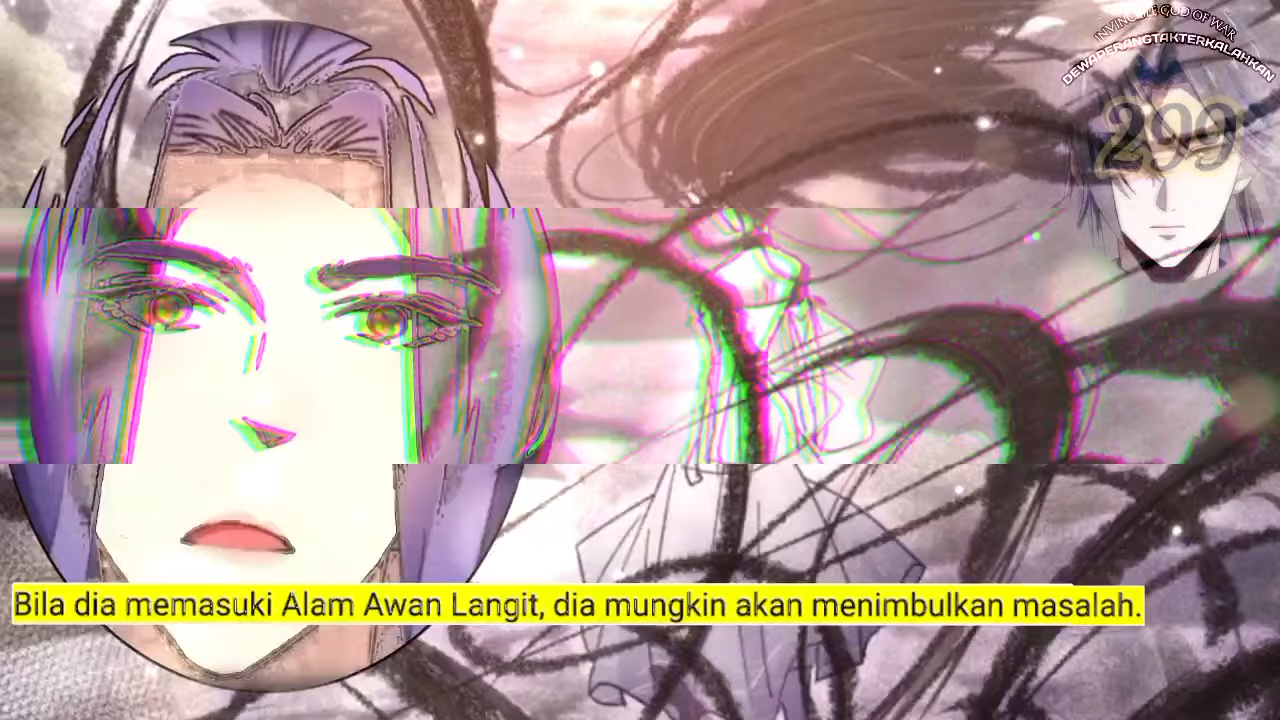 INVINCIBLE GOD OF WAR
DEWAPERANGTAKTERKALAHKAN
299
Bila dia memasuki Alam Awan Langit, dia mungkin akan menimbulkan masalah.